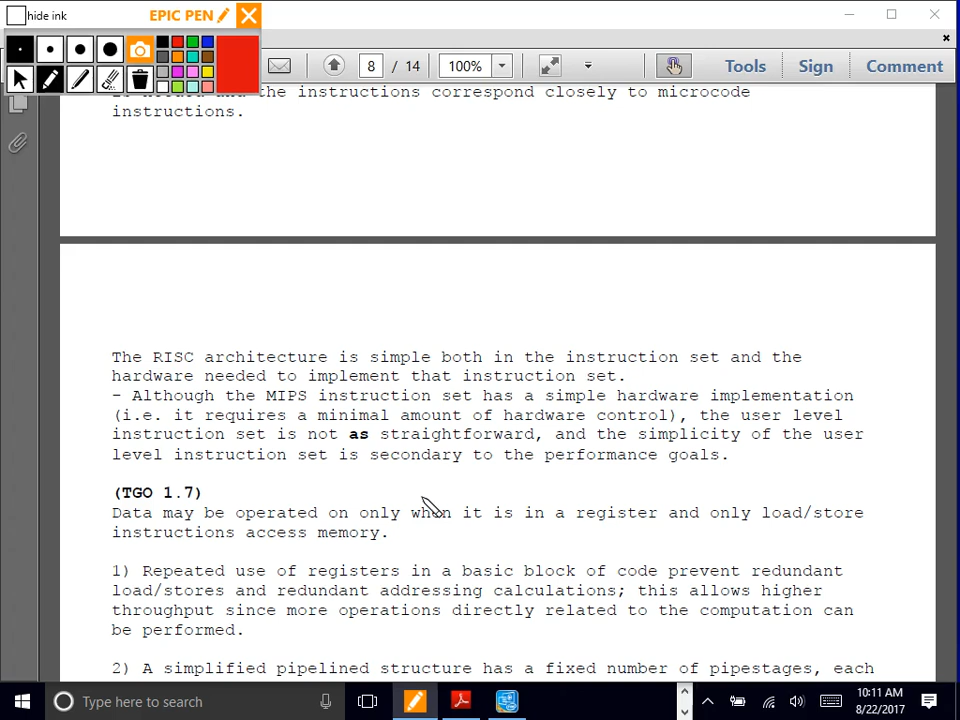 hide ink
EPIC PEN
8 / 14
100%
Tools
Sign
Comment
the instructions correspond closely to microcode
instructions.
The RISC architecture is simple both in the instruction set and the
hardware needed to implement that instruction set.
- Although the MIPS instruction set has a simple hardware implementation
(i.e. it requires a minimal amount of hardware control), the user level
instruction set is not as straightforward, and the simplicity of the user
level instruction set is secondary to the performance goals.
(TGO 1.7)
Data may be operated on only when it is in a register and only load/store
instructions access memory.
1) Repeated use of registers in a basic block of code prevent redundant
load/stores and redundant addressing calculations; this allows higher
throughput since more operations directly related to the computation can
be performed.
2) A simplified pipelined structure has a fixed number of pipestages, each
Type here to search
10:11 AM
8/22/2017